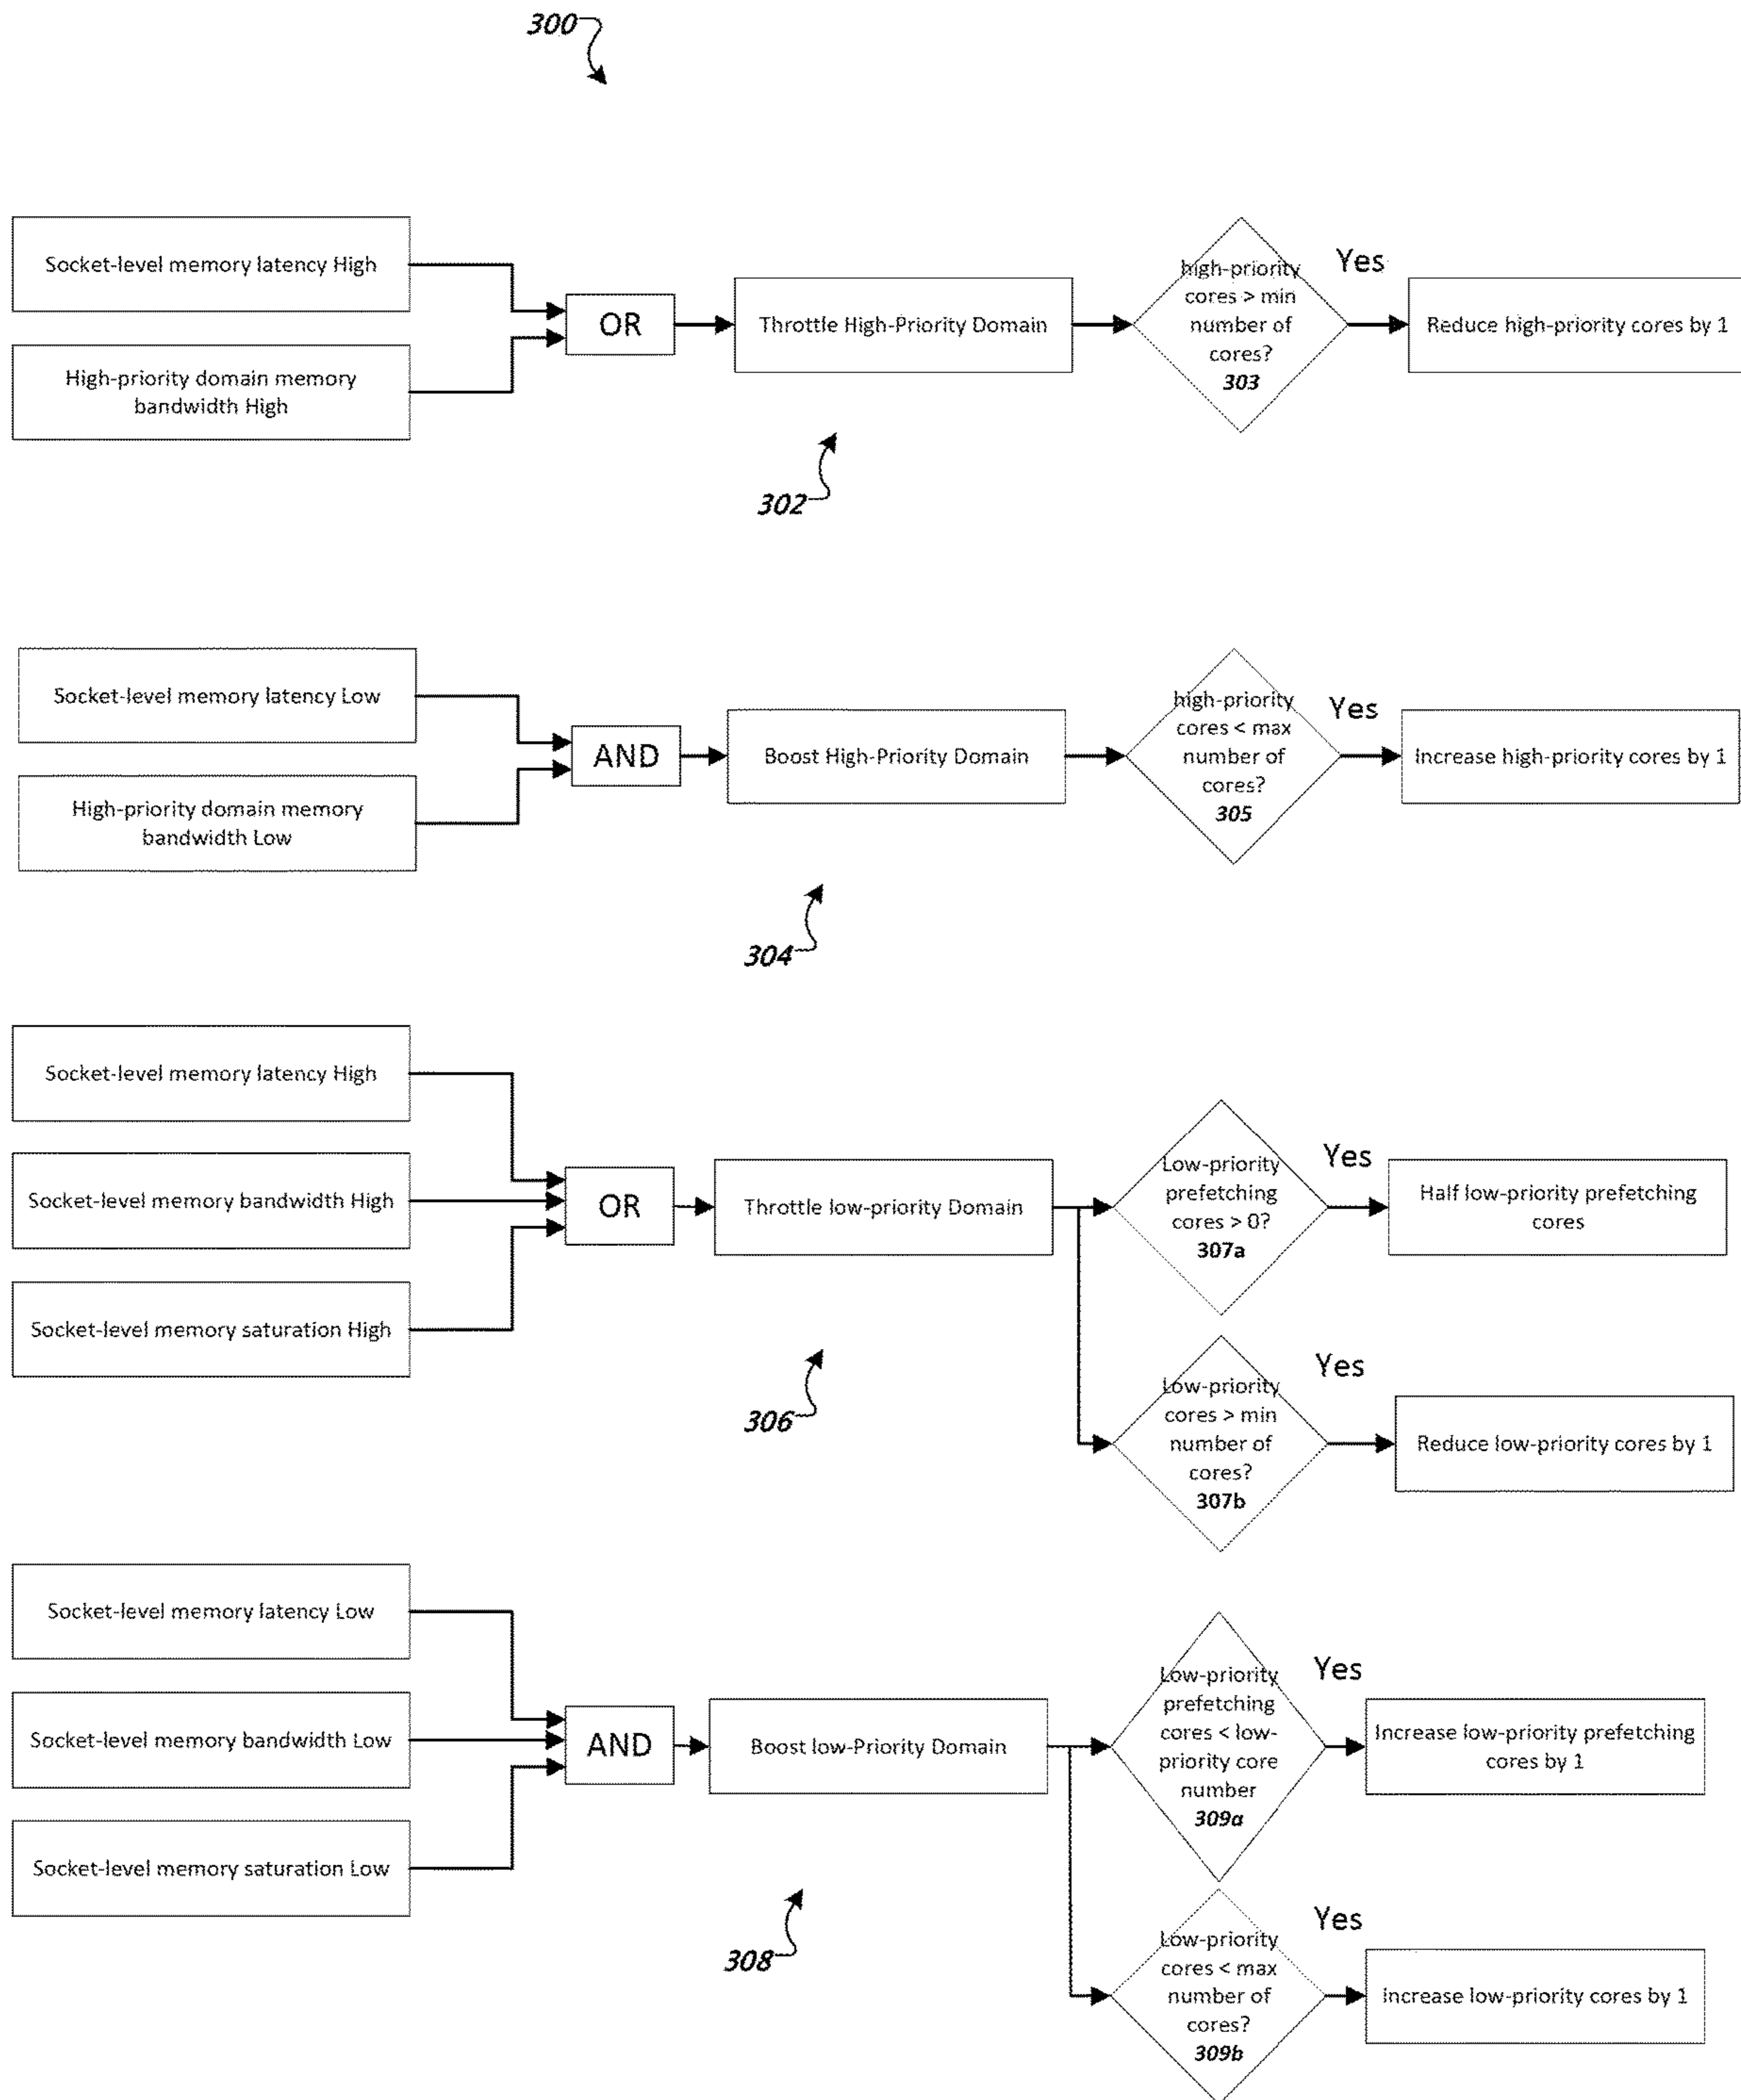 300
Socket-level memory latency High
High-priority domain memory
bandwidth High
OR
Throttle High-Priority Domain
high-priority
cores > min
number of
cores?
303
Yes
Reduce high-priority cores by 1
302
Socket-level memory latency Low
High-priority domain memory
bandwidth Low
AND
Boost High-Priority Domain
high-priority
cores < max
number of
cores?
305
Yes
Increase high-priority cores by 1
304
Socket-level memory latency High
Socket-level memory bandwidth High
Socket-level memory saturation High
OR
Throttle low-priority Domain
Low-priority
prefetching
cores > 0?
307a
Yes
Half low-priority prefetching
cores
Low-priority
cores > min
number of
cores?
307b
Yes
Reduce low-priority cores by 1
306
Socket-level memory latency Low
Socket-level memory bandwidth Low
Socket-level memory saturation Low
AND
Boost low-Priority Domain
Low-priority
prefetching
cores < low-
priority core
number
309a
Yes
Increase low-priority prefetching
cores by 1
Low-priority
cores < max
number of
cores?
309b
Yes
Increase low-priority cores by 1
308